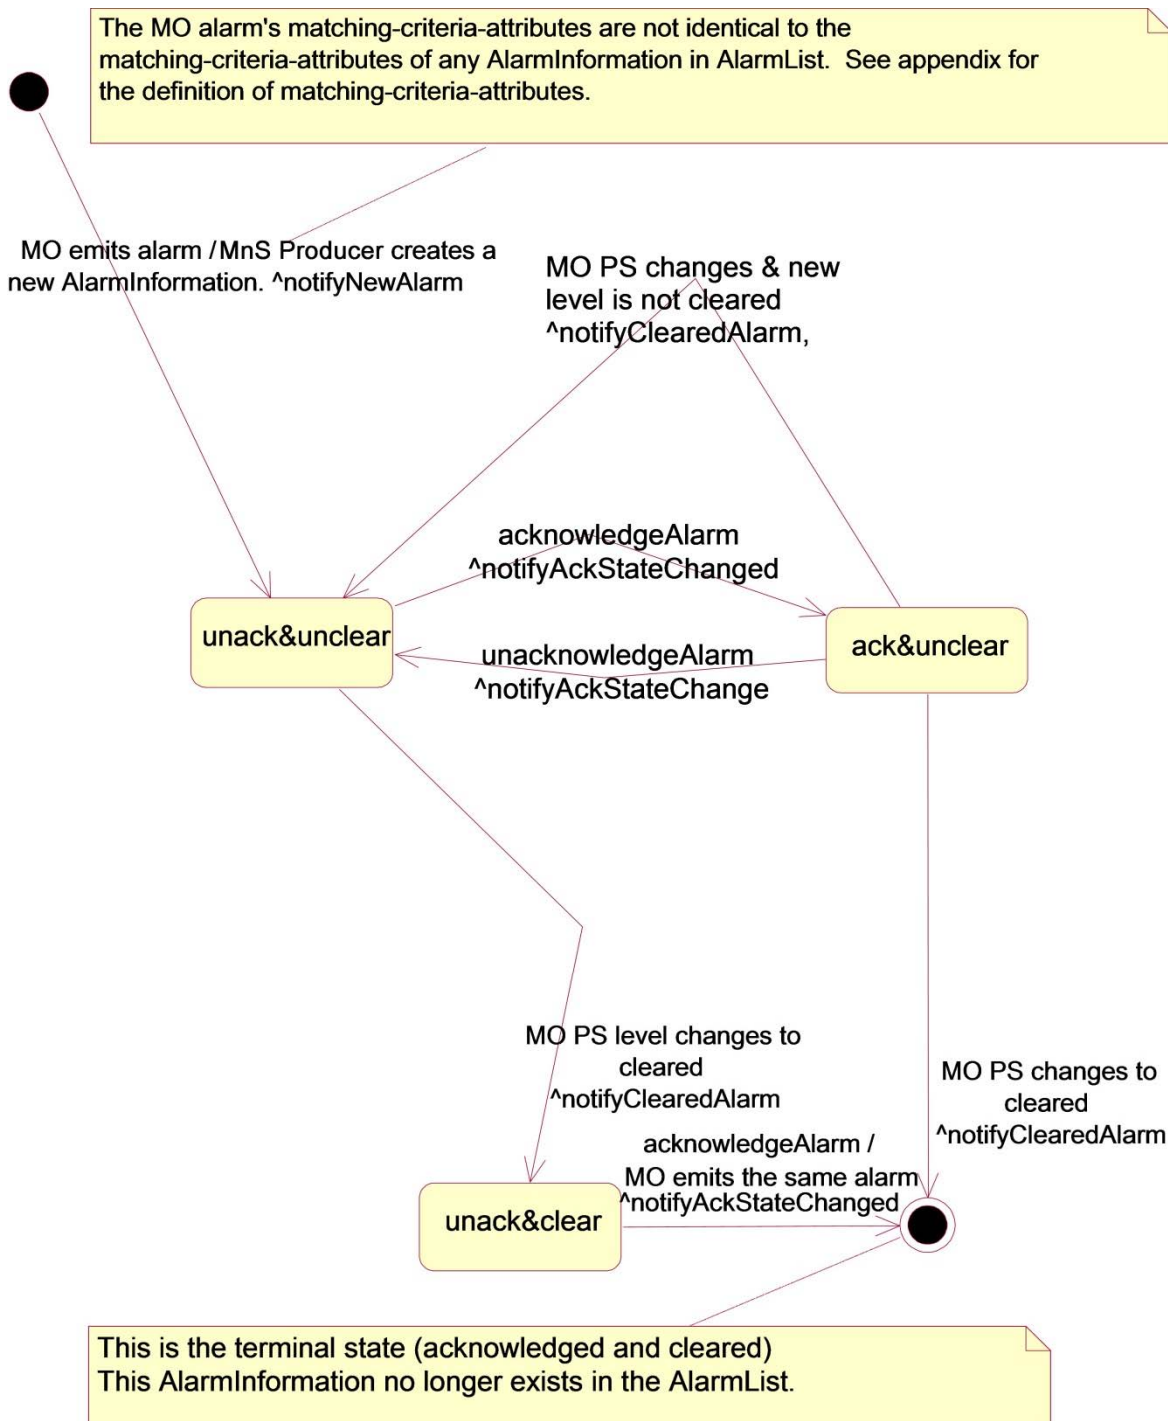 The MO alarm's matching-criteria-attributes are not identical to the
matching-criteria-attributes of any AlarmInformation in AlarmList. See appendix for
the definition of matching-criteria-attributes.
MO emits alarm / MnS Producer creates a
new AlarmInformation. ^notifyNewAlarm
MO PS changes & new
level is not cleared
^notifyClearedAlarm,
acknowledgeAlarm
^notifyAckStateChanged
unack&unclear
ack&unclear
unacknowledgeAlarm
^notifyAckStateChange
MO PS level changes to
cleared
^notifyClearedAlarm
MO PS changes to
cleared
^notifyClearedAlarm
acknowledgeAlarm /
MO emits the same alarm
^notifyAckStateChanged
unack&clear
This is the terminal state (acknowledged and cleared)
This AlarmInformation no longer exists in the AlarmList.